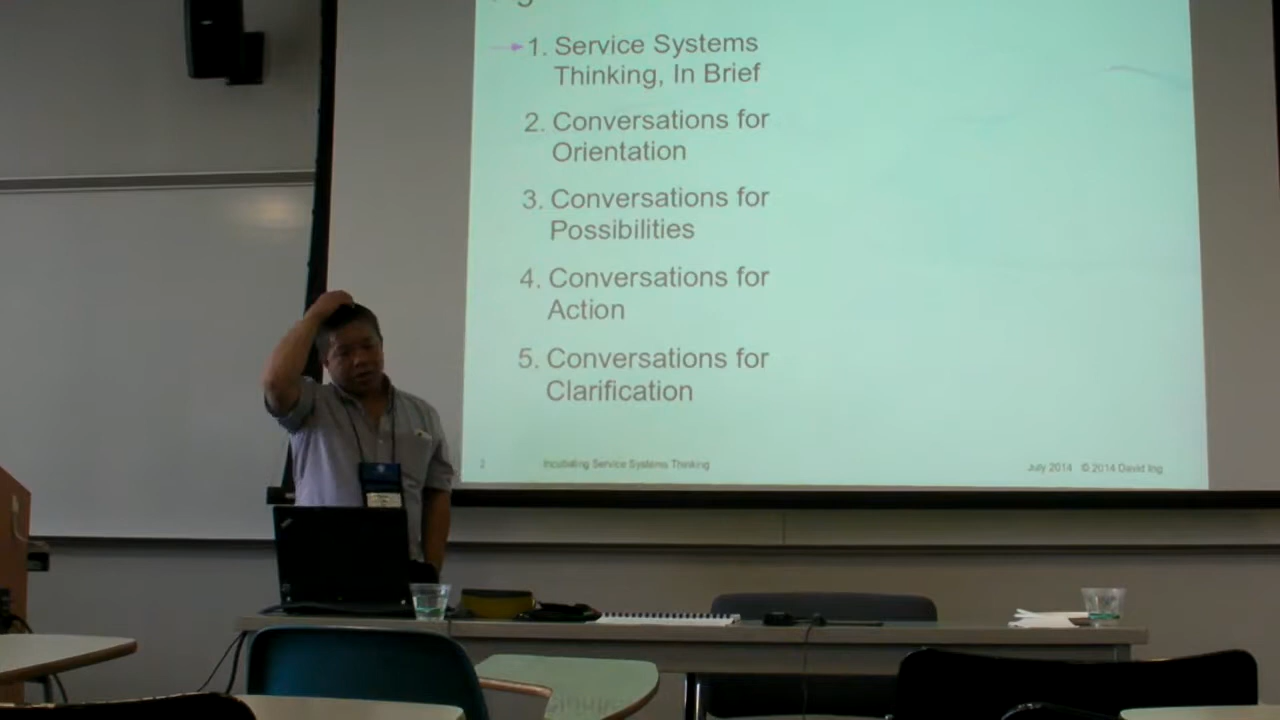 1. Service Systems
Thinking, In Brief
2. Conversations for
Orientation
3. Conversations for
Possibilities
4. Conversations for
Action
5. Conversations for
Clarification
2 Incubating Service Systems Thinking July 2014 © 2014 David Ing